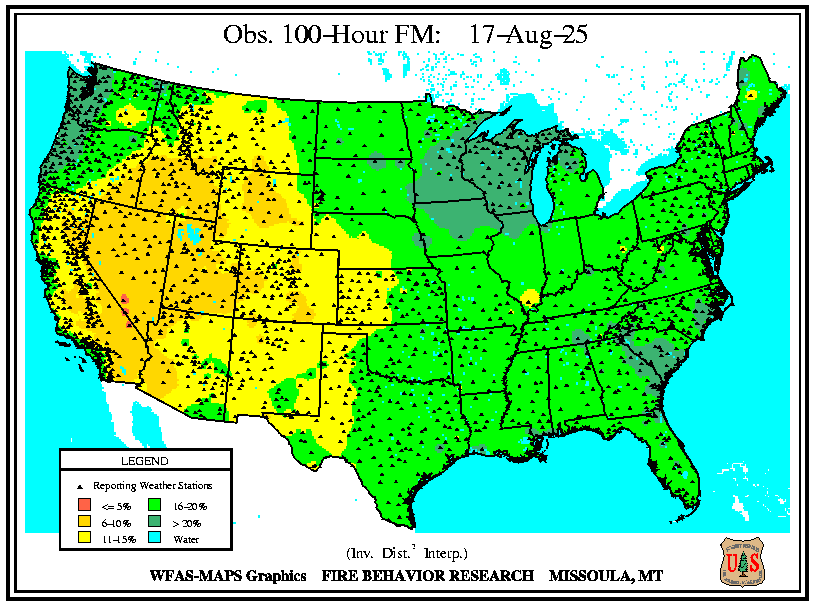 Obs. 100-Hour FM: 17-Aug-25
LEGEND
Reporting Weather Stations
<= 5% 16-20%
6-10% > 20%
11-15% Water
(Inv. Dist.² Interp.)
WFAS-MAPS Graphics FIRE BEHAVIOR RESEARCH MISSOULA, MT
U S